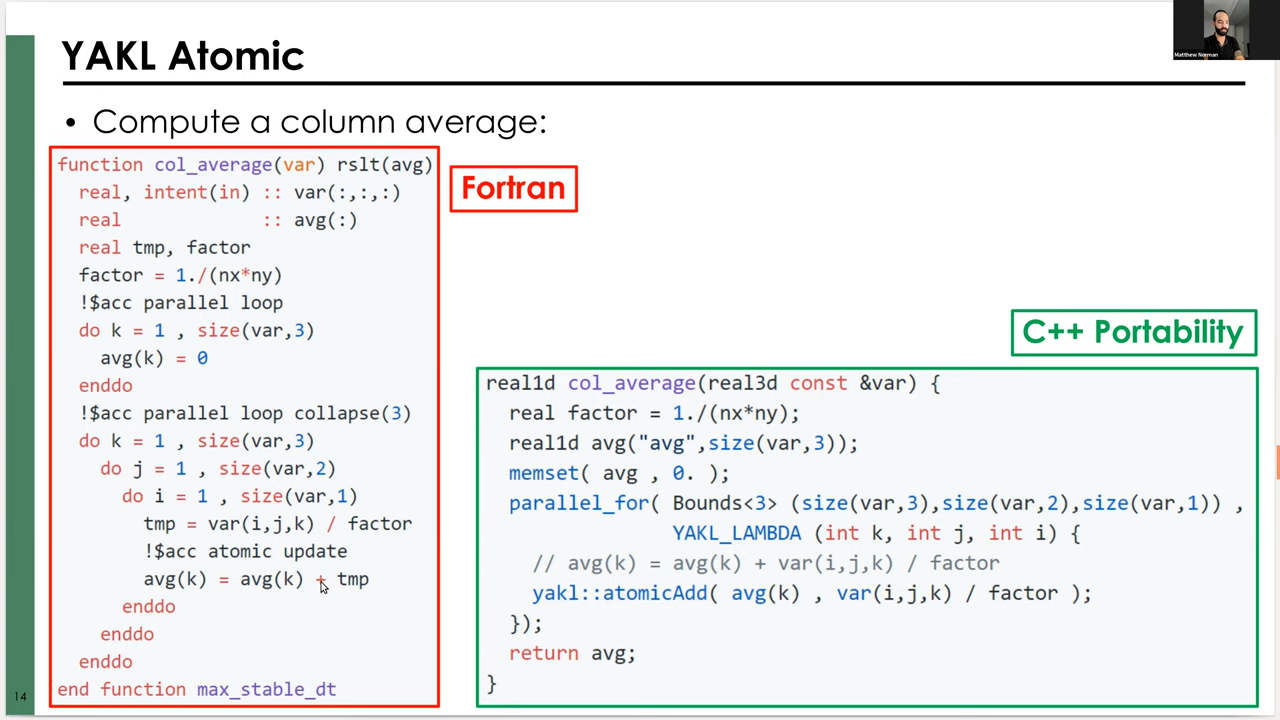 YAKL Atomic
Matthew Norman
• Compute a column average:
function col_average(var) rslt(avg)
  real, intent(in) :: var(:,:,:)
  real             :: avg(:)
  real tmp, factor
  factor = 1./(nx*ny)
  !$acc parallel loop
  do k = 1 , size(var,3)
    avg(k) = 0
  enddo
  !$acc parallel loop collapse(3)
  do k = 1 , size(var,3)
    do j = 1 , size(var,2)
      do i = 1 , size(var,1)
        tmp = var(i,j,k) / factor
        !$acc atomic update
        avg(k) = avg(k) + tmp
      enddo
    enddo
  enddo
end function max_stable_dt
Fortran
C++ Portability
real1d col_average(real3d const &var) {
  real factor = 1./(nx*ny);
  real1d avg("avg",size(var,3));
  memset( avg , 0. );
  parallel_for( Bounds<3> (size(var,3),size(var,2),size(var,1)) ,
                YAKL_LAMBDA (int k, int j, int i) {
    // avg(k) = avg(k) + var(i,j,k) / factor
    yakl::atomicAdd( avg(k) , var(i,j,k) / factor );
  });
  return avg;
}
14